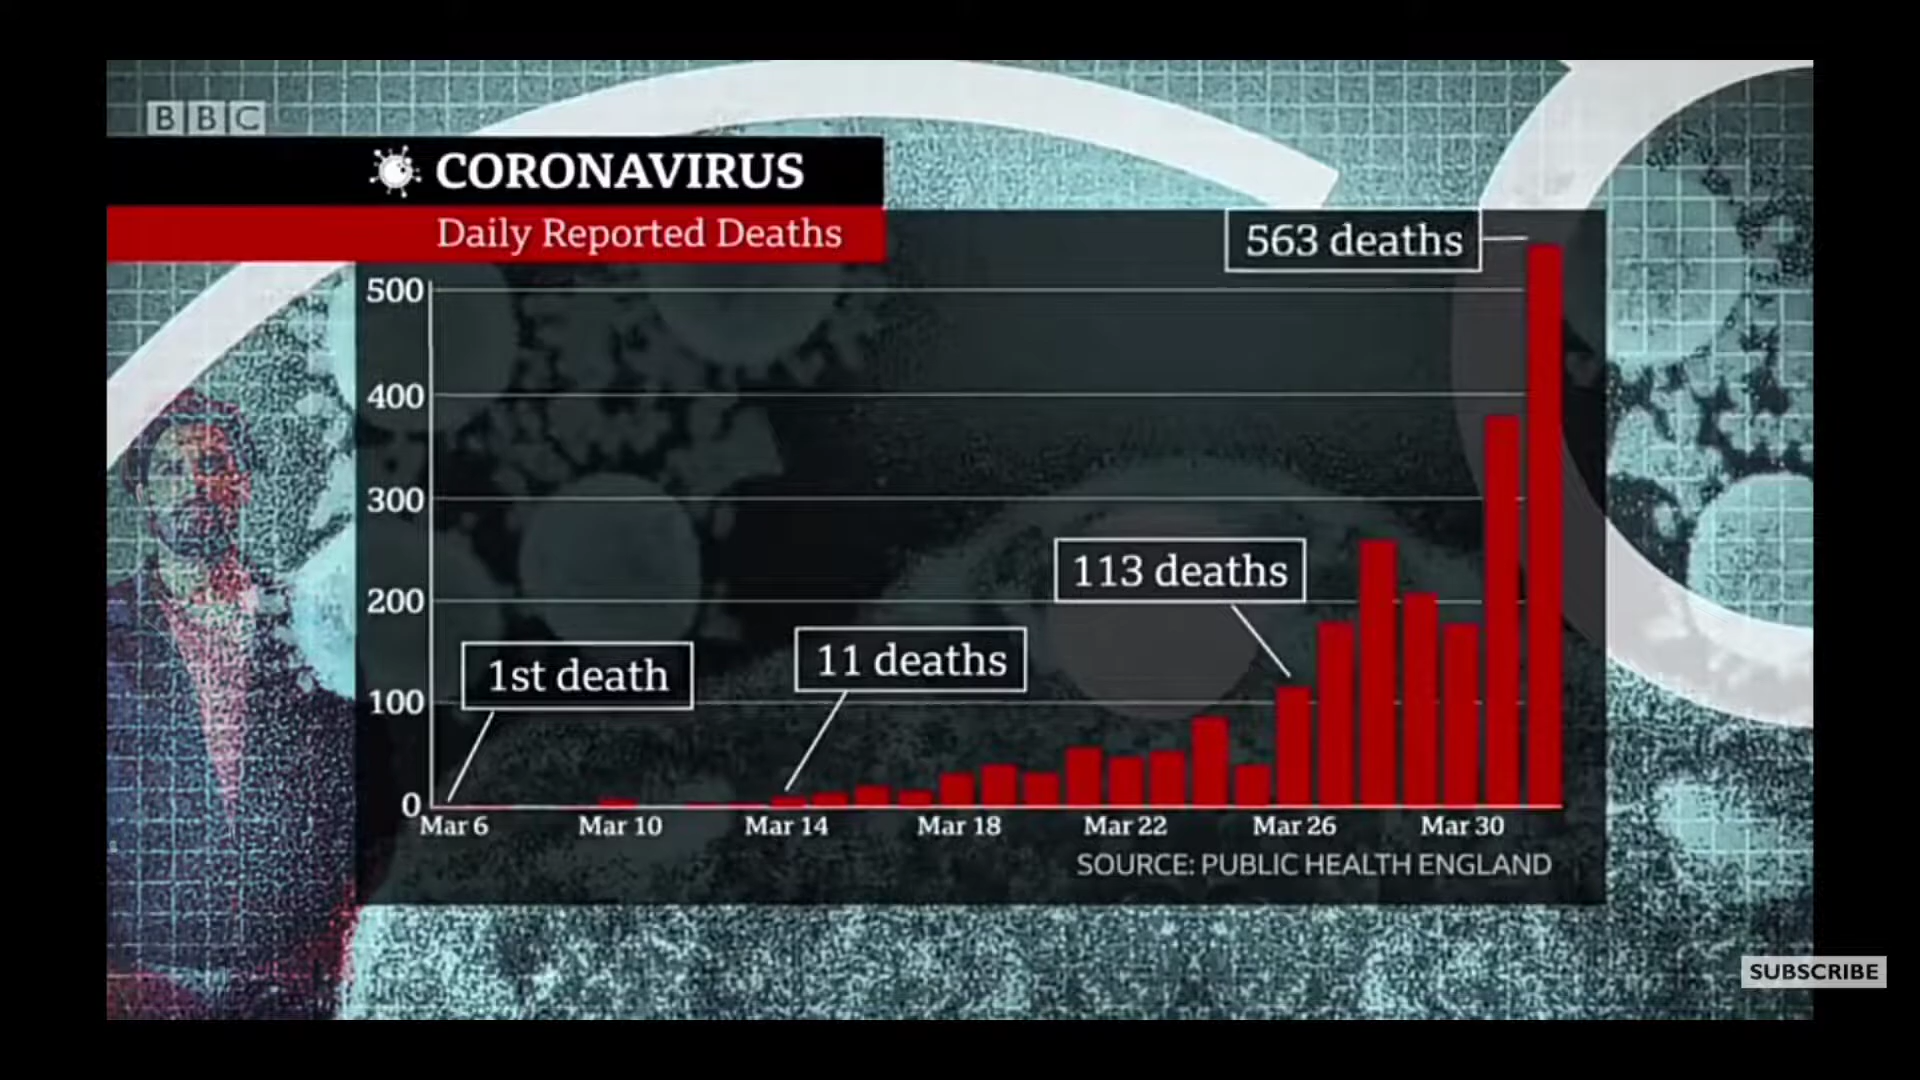 BBC
CORONAVIRUS
Daily Reported Deaths
563 deaths
500
400
300
113 deaths
200
11 deaths
1st death
100
0
Mar 6 Mar 10 Mar 14 Mar 18 Mar 22 Mar 26 Mar 30
SOURCE: PUBLIC HEALTH ENGLAND
SUBSCRIBE